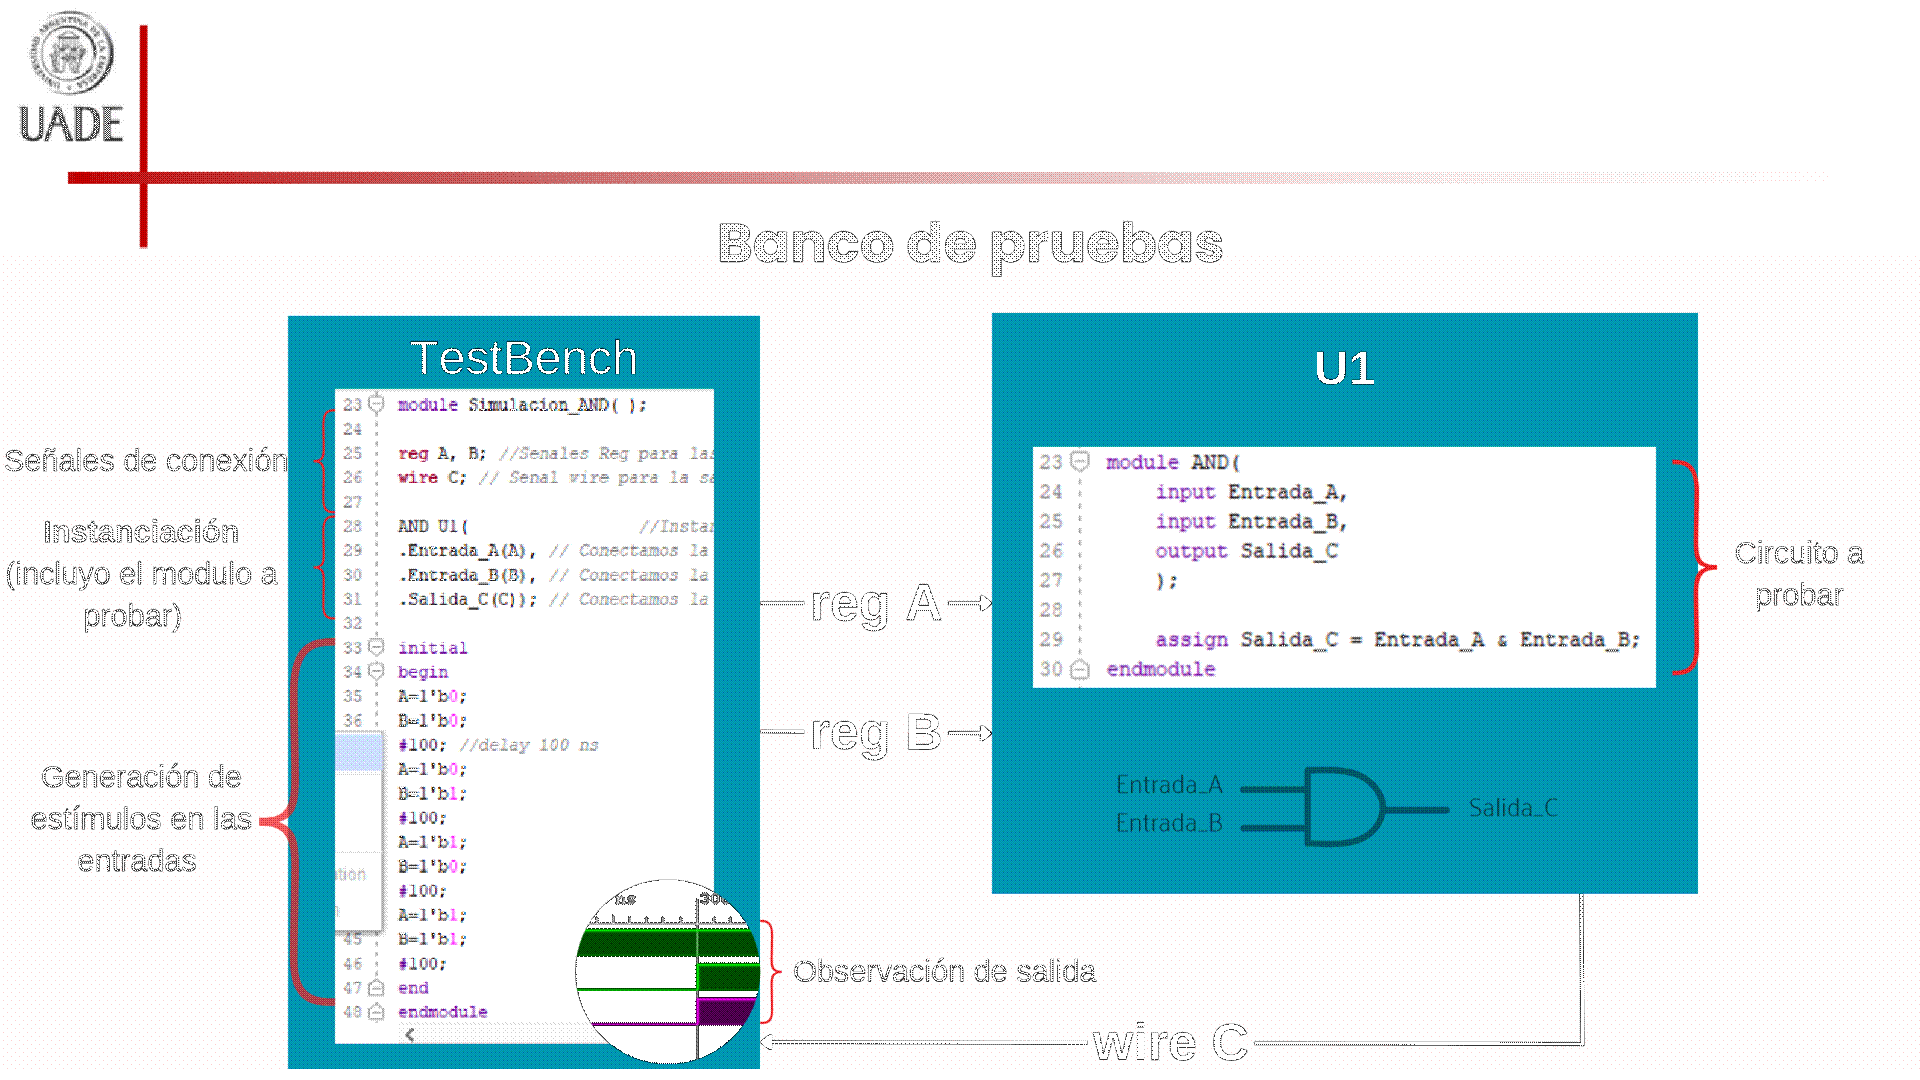 UADE
Banco de pruebas
TestBench
23 module Simulacion_AND( );
24
25 reg A, B; //Senales Reg para las
26 wire C; // Senal wire para la sa
27
28 AND U1( //Instan
29 .Entrada_A(A), // Conectamos la
30 .Entrada_B(B), // Conectamos la
31 .Salida_C(C)); // Conectamos la
32
33 initial
34 begin
35 A=1'b0;
36 B=1'b0;
#100; //delay 100 ns
A=1'b0;
B=1'b1;
#100;
A=1'b1;
B=1'b0;
#100;
A=1'b1;
45 B=1'b1;
46 #100;
47 end
48 endmodule
Señales de conexión
Instanciación
(incluyo el modulo a
probar)
Generación de
estímulos en las
entradas
ns
300
Observación de salida
reg A
reg B
wire C
U1
23 module AND(
24 input Entrada_A,
25 input Entrada_B,
26 output Salida_C
27 );
28
29 assign Salida_C = Entrada_A & Entrada_B;
30 endmodule
Entrada_A
Entrada_B
Salida_C
Circuito a
probar